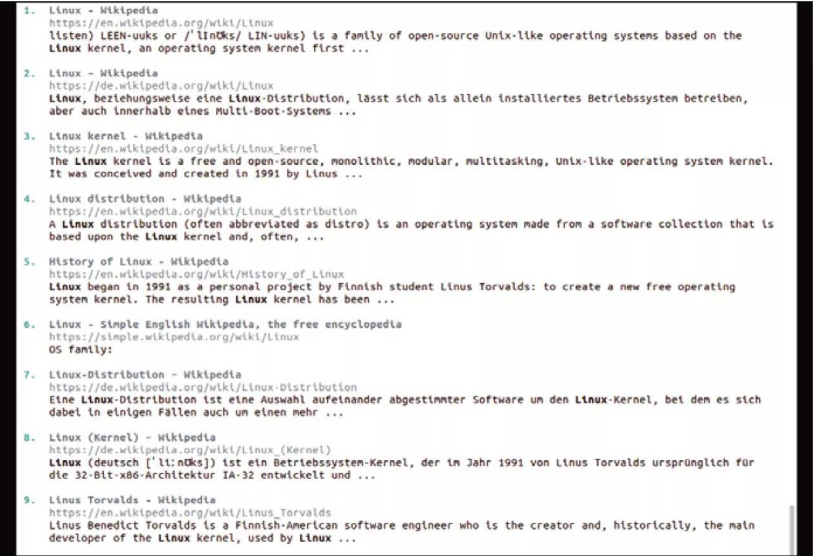 1. Linux - Wikipedia
https://en.wikipedia.org/wiki/Linux
listen) LEEN-uuks or /ˈlɪnʊks/ LIN-uuks) is a family of open-source Unix-like operating systems based on the
Linux kernel, an operating system kernel first ...
2. Linux – Wikipedia
https://de.wikipedia.org/wiki/Linux
Linux, beziehungsweise eine Linux-Distribution, lässt sich als allein installiertes Betriebssystem betreiben,
aber auch innerhalb eines Multi-Boot-Systems ...
3. Linux kernel - Wikipedia
https://en.wikipedia.org/wiki/Linux_kernel
The Linux kernel is a free and open-source, monolithic, modular, multitasking, Unix-like operating system kernel.
It was conceived and created in 1991 by Linus ...
4. Linux distribution - Wikipedia
https://en.wikipedia.org/wiki/Linux_distribution
A Linux distribution (often abbreviated as distro) is an operating system made from a software collection that is
based upon the Linux kernel and, often, ...
5. History of Linux - Wikipedia
https://en.wikipedia.org/wiki/History_of_Linux
Linux began in 1991 as a personal project by Finnish student Linus Torvalds: to create a new free operating
system kernel. The resulting Linux kernel has been ...
6. Linux - Simple English Wikipedia, the free encyclopedia
https://simple.wikipedia.org/wiki/Linux
OS family:
7. Linux-Distribution – Wikipedia
https://de.wikipedia.org/wiki/Linux-Distribution
Eine Linux-Distribution ist eine Auswahl aufeinander abgestimmter Software um den Linux-Kernel, bei dem es sich
dabei in einigen Fällen auch um einen mehr ...
8. Linux (Kernel) – Wikipedia
https://de.wikipedia.org/wiki/Linux_(Kernel)
Linux (deutsch [ˈliːnʊks]) ist ein Betriebssystem-Kernel, der im Jahr 1991 von Linus Torvalds ursprünglich für
die 32-Bit-x86-Architektur IA-32 entwickelt und ...
9. Linus Torvalds - Wikipedia
https://en.wikipedia.org/wiki/Linus_Torvalds
Linus Benedict Torvalds is a Finnish-American software engineer who is the creator and, historically, the main
developer of the Linux kernel, used by Linux ...